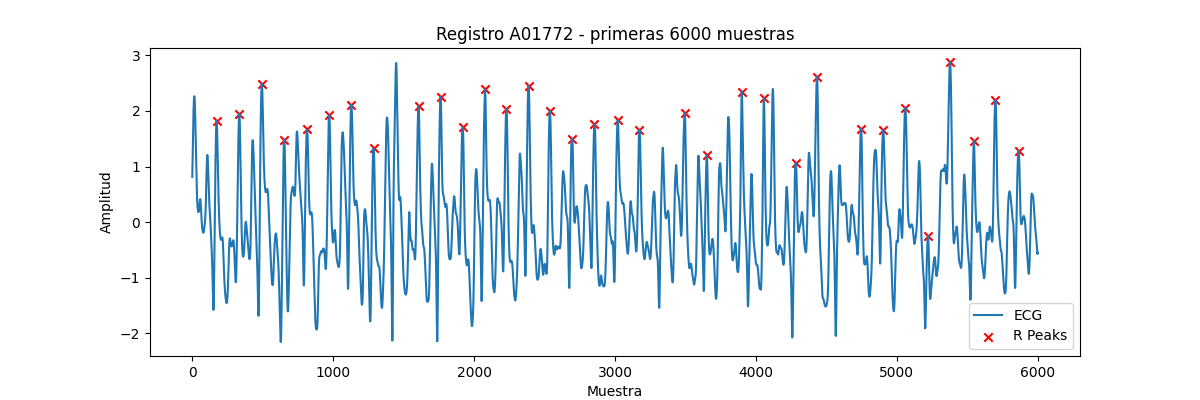 Registro A01772 - primeras 6000 muestras
Amplitud
3
2
1
0
−1
−2
0
1000
2000
3000
4000
5000
6000
Muestra
ECG
R Peaks